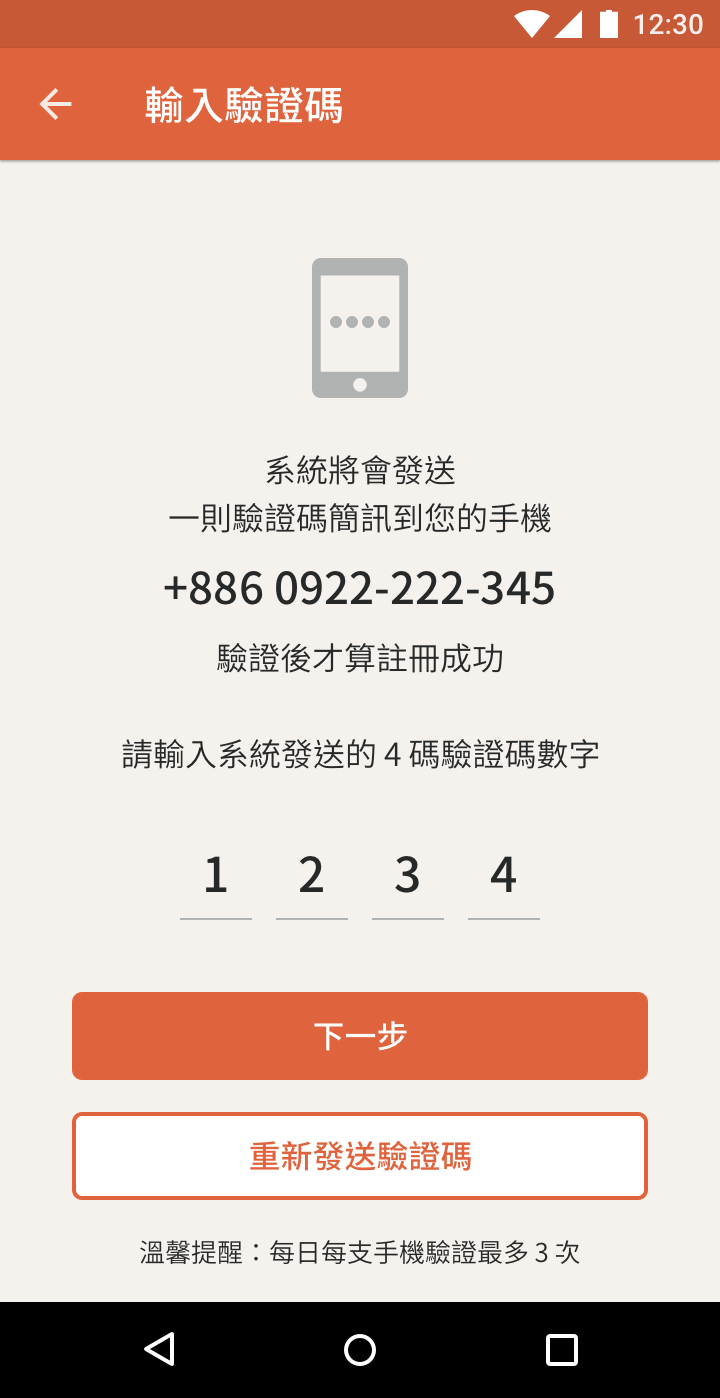 12:30
輸入驗證碼
系統將會發送
一則驗證碼簡訊到您的手機
+886 0922-222-345
驗證後才算註冊成功
請輸入系統發送的 4 碼驗證碼數字
1 2 3 4
下一步
重新發送驗證碼
溫馨提醒：每日每支手機驗證最多 3 次